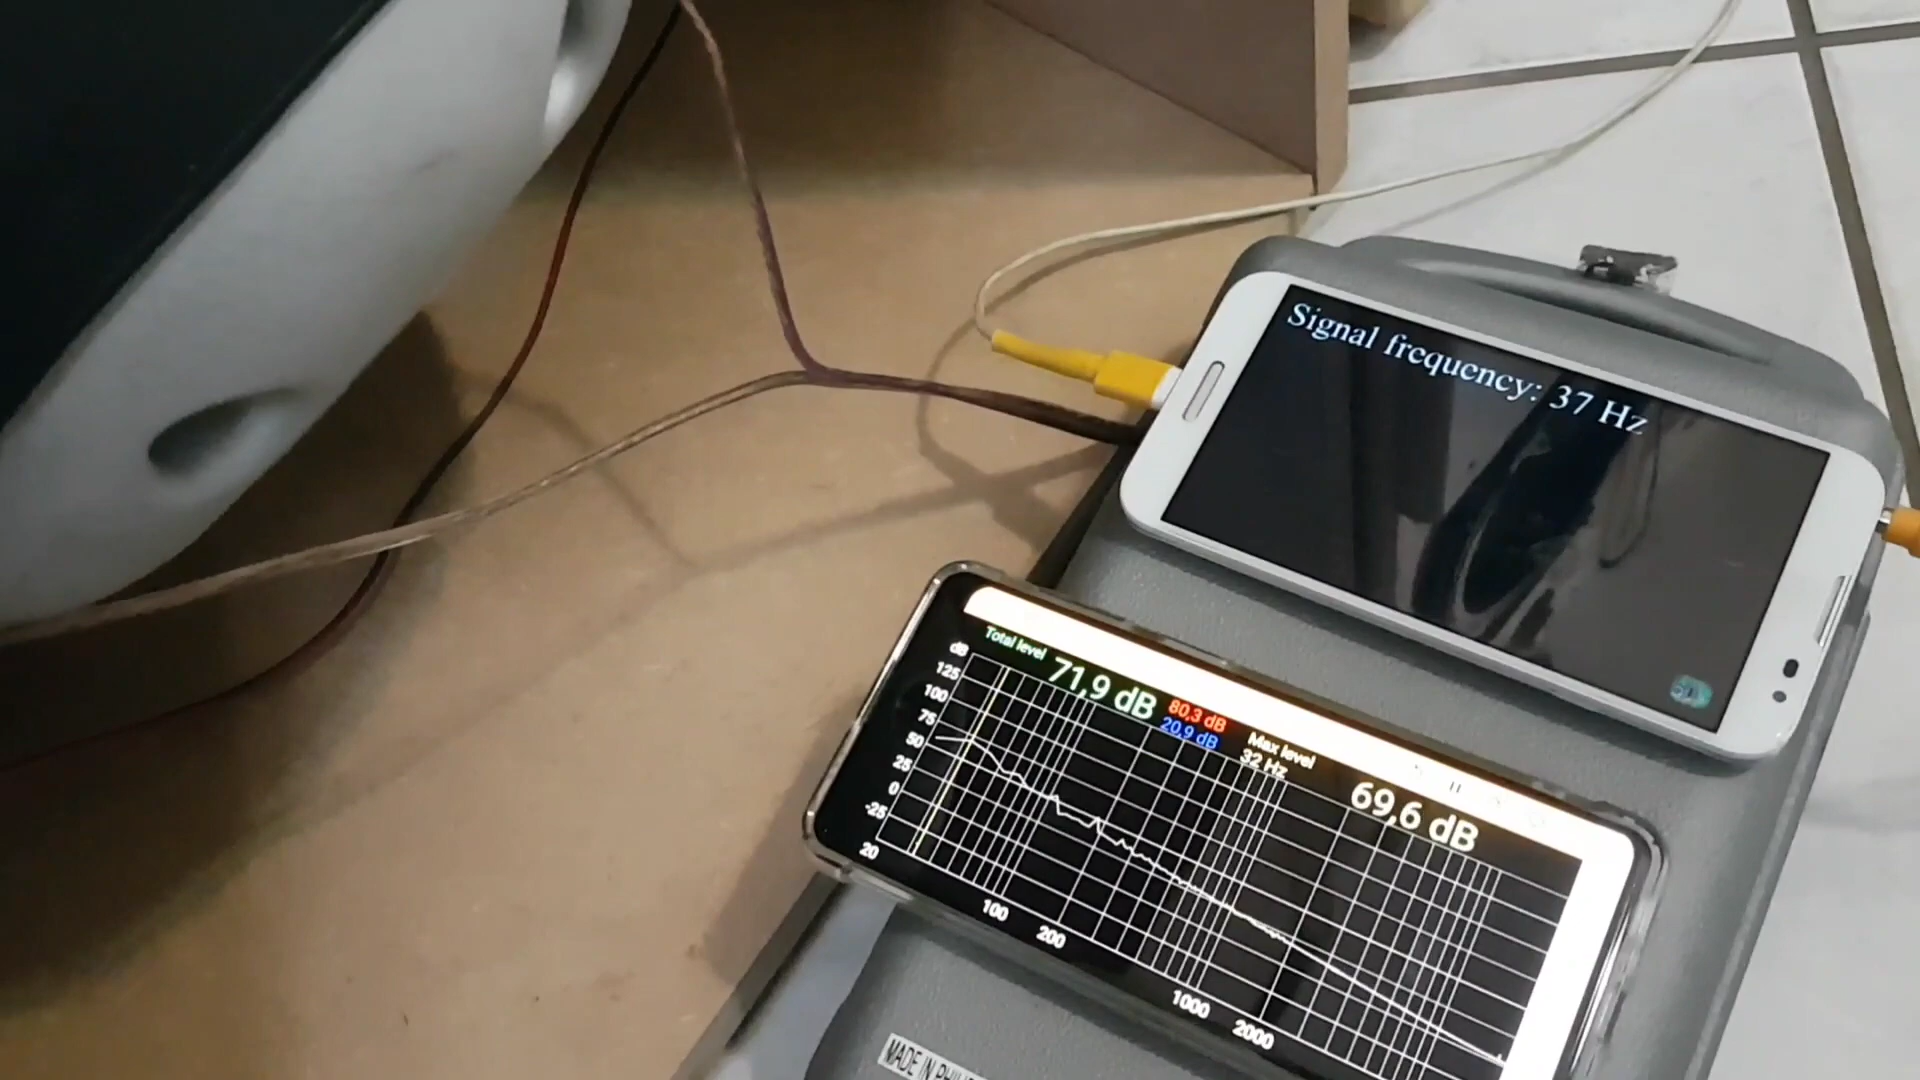 Signal frequency: 37 Hz
Total level
71,9 dB
80,3 dB
20,9 dB
Max level
32 Hz
69,6 dB
dB
125
100
75
50
25
0
-25
20
100
200
1000
2000
MADE IN